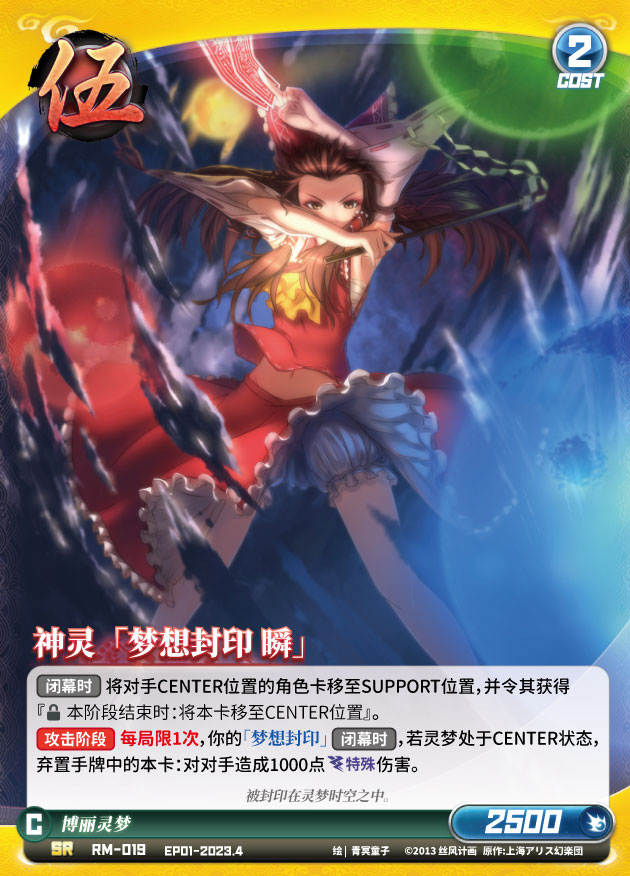 伍
2
COST
神灵「梦想封印 瞬」
闭幕时 将对手CENTER位置的角色卡移至SUPPORT位置，并令其获得
『 本阶段结束时：将本卡移至CENTER位置』。
攻击阶段 每局限1次，你的「梦想封印」 闭幕时，若灵梦处于CENTER状态，
弃置手牌中的本卡：对对手造成1000点 特殊伤害。
被封印在灵梦时空之中。
C 博丽灵梦 2500
SR RM-019 EP01-2023.4 绘｜青冥童子 ©2013 丝风计画 原作:上海アリス幻楽団